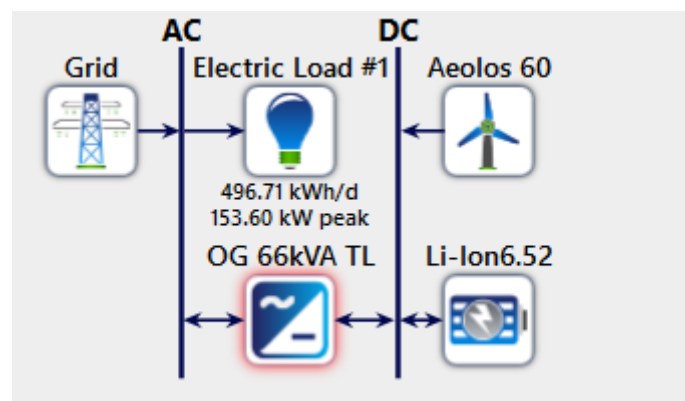 AC DC
Grid Electric Load #1 Aeolos 60
496.71 kWh/d
153.60 kW peak
OG 66kVA TL Li-Ion6.52